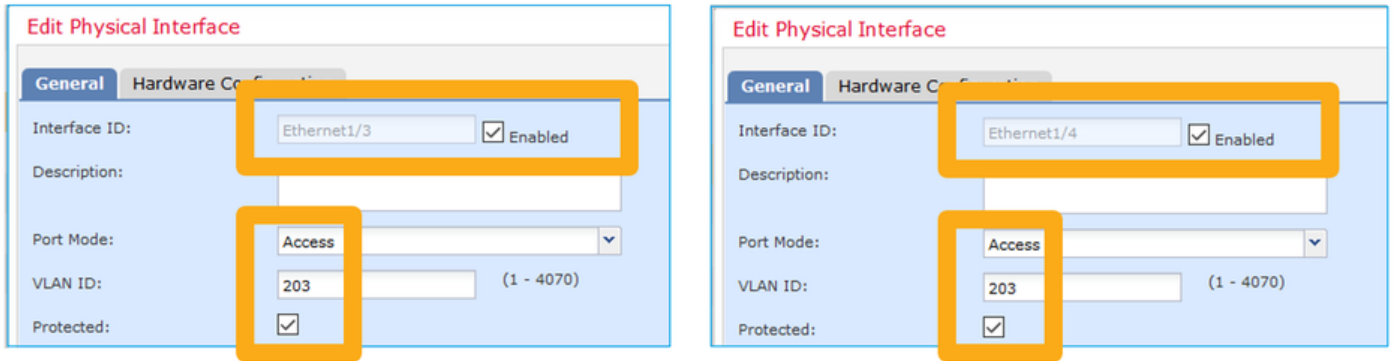 Edit Physical Interface
General Hardware
Interface ID: Ethernet1/3 Enabled
Description:
Port Mode: Access
VLAN ID: 203 (1 - 4070)
Protected:
Edit Physical Interface
General Hardware
Interface ID: Ethernet1/4 Enabled
Description:
Port Mode: Access
VLAN ID: 203 (1 - 4070)
Protected: